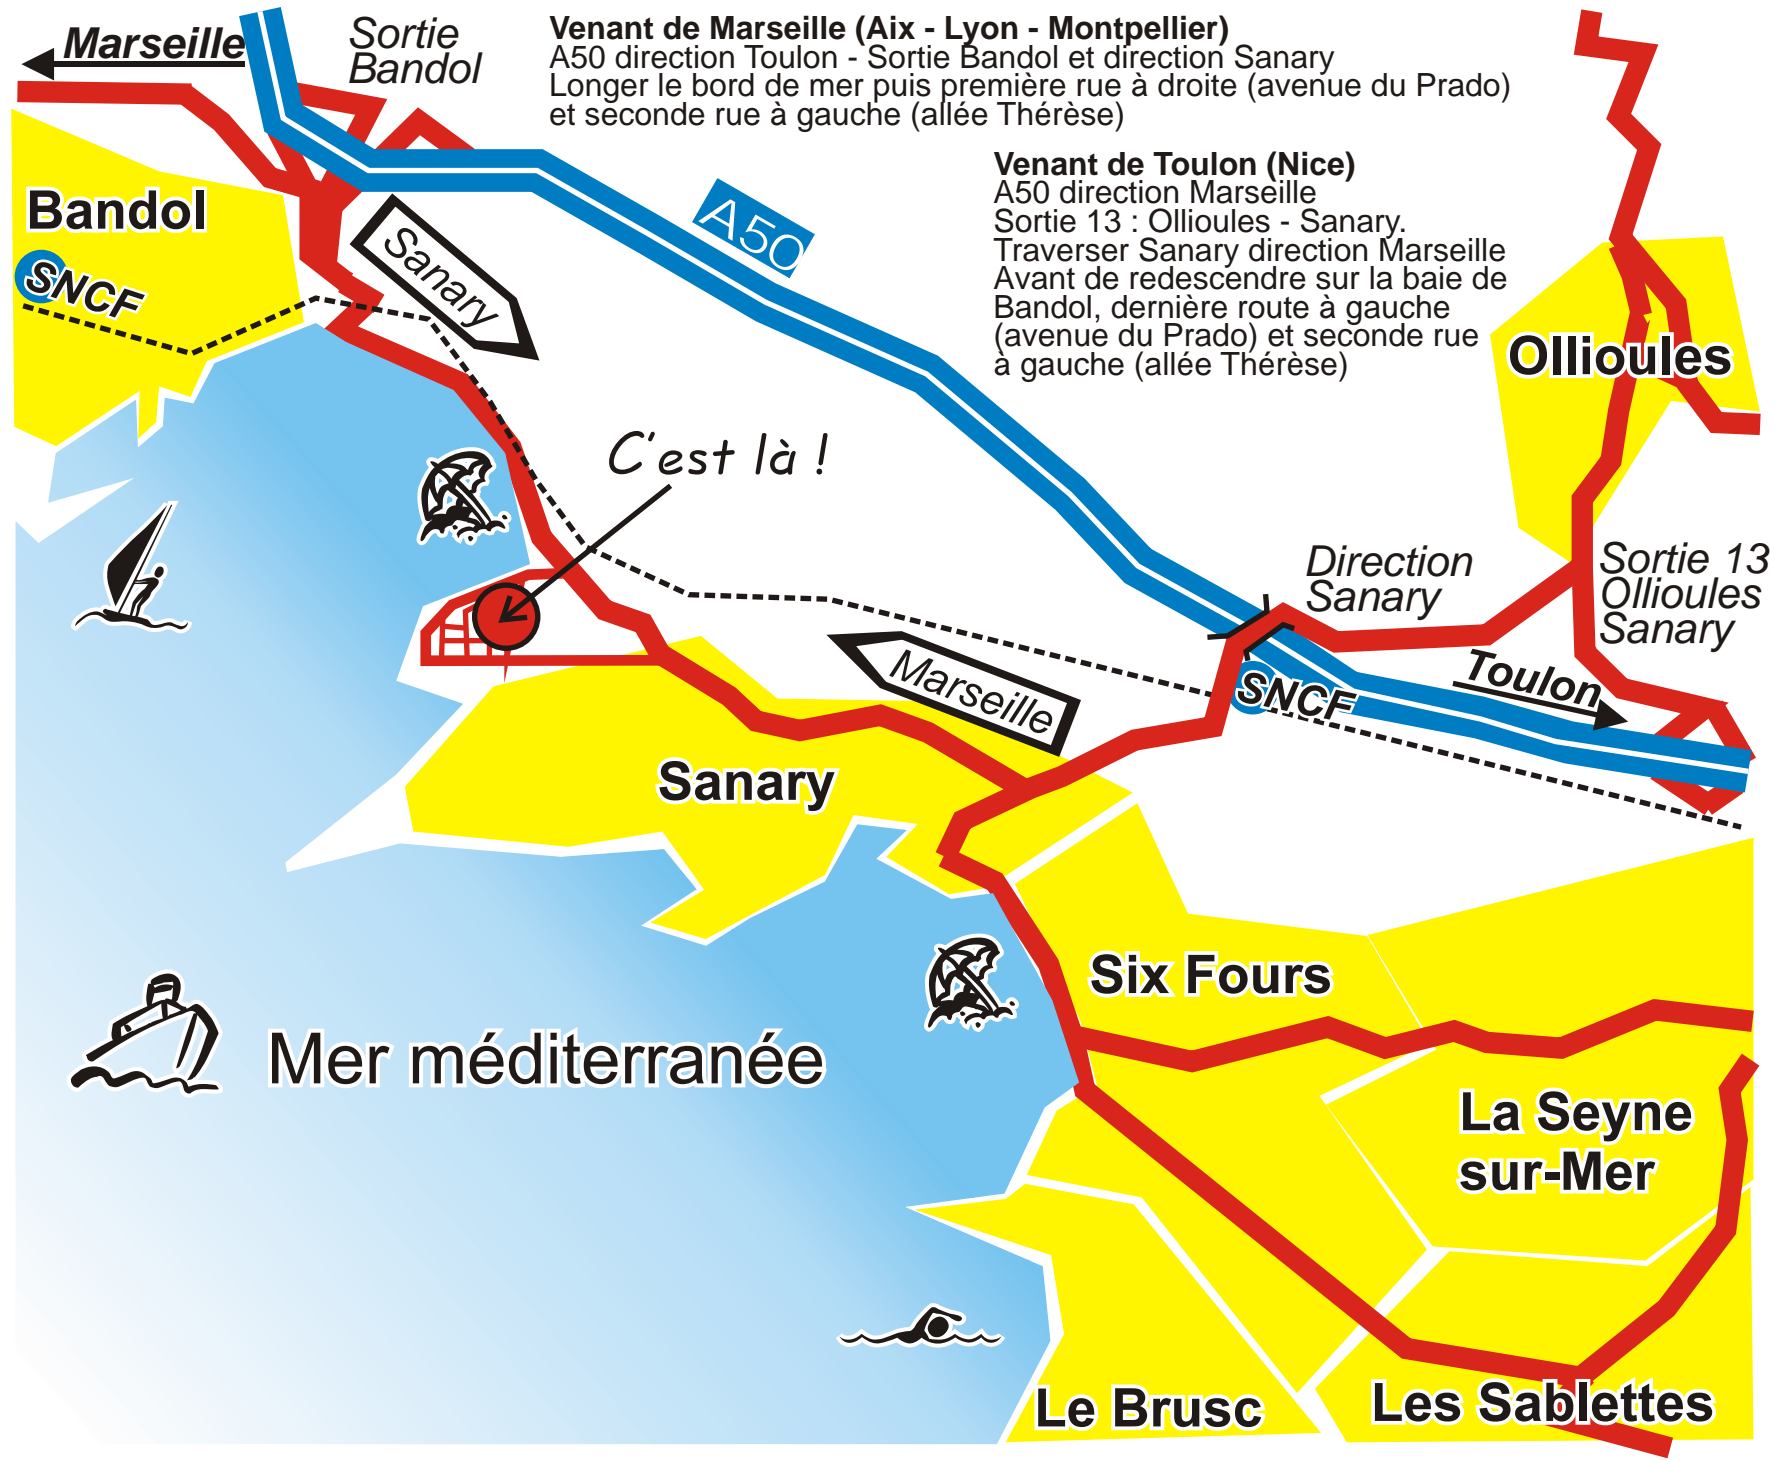 Marseille
Sortie
Bandol
Venant de Marseille (Aix - Lyon - Montpellier)
A50 direction Toulon - Sortie Bandol et direction Sanary
Longer le bord de mer puis première rue à droite (avenue du Prado)
et seconde rue à gauche (allée Thérèse)
Venant de Toulon (Nice)
A50 direction Marseille
Sortie 13 : Ollioules - Sanary.
Traverser Sanary direction Marseille
Avant de redescendre sur la baie de
Bandol, dernière route à gauche
(avenue du Prado) et seconde rue
à gauche (allée Thérèse)
Bandol
SNCF
Sanary
A50
Ollioules
C'est là !
Direction
Sanary
Sortie 13
Ollioules
Sanary
Marseille
SNCF
Toulon
Sanary
Six Fours
Mer méditerranée
La Seyne
sur-Mer
Le Brusc
Les Sablettes